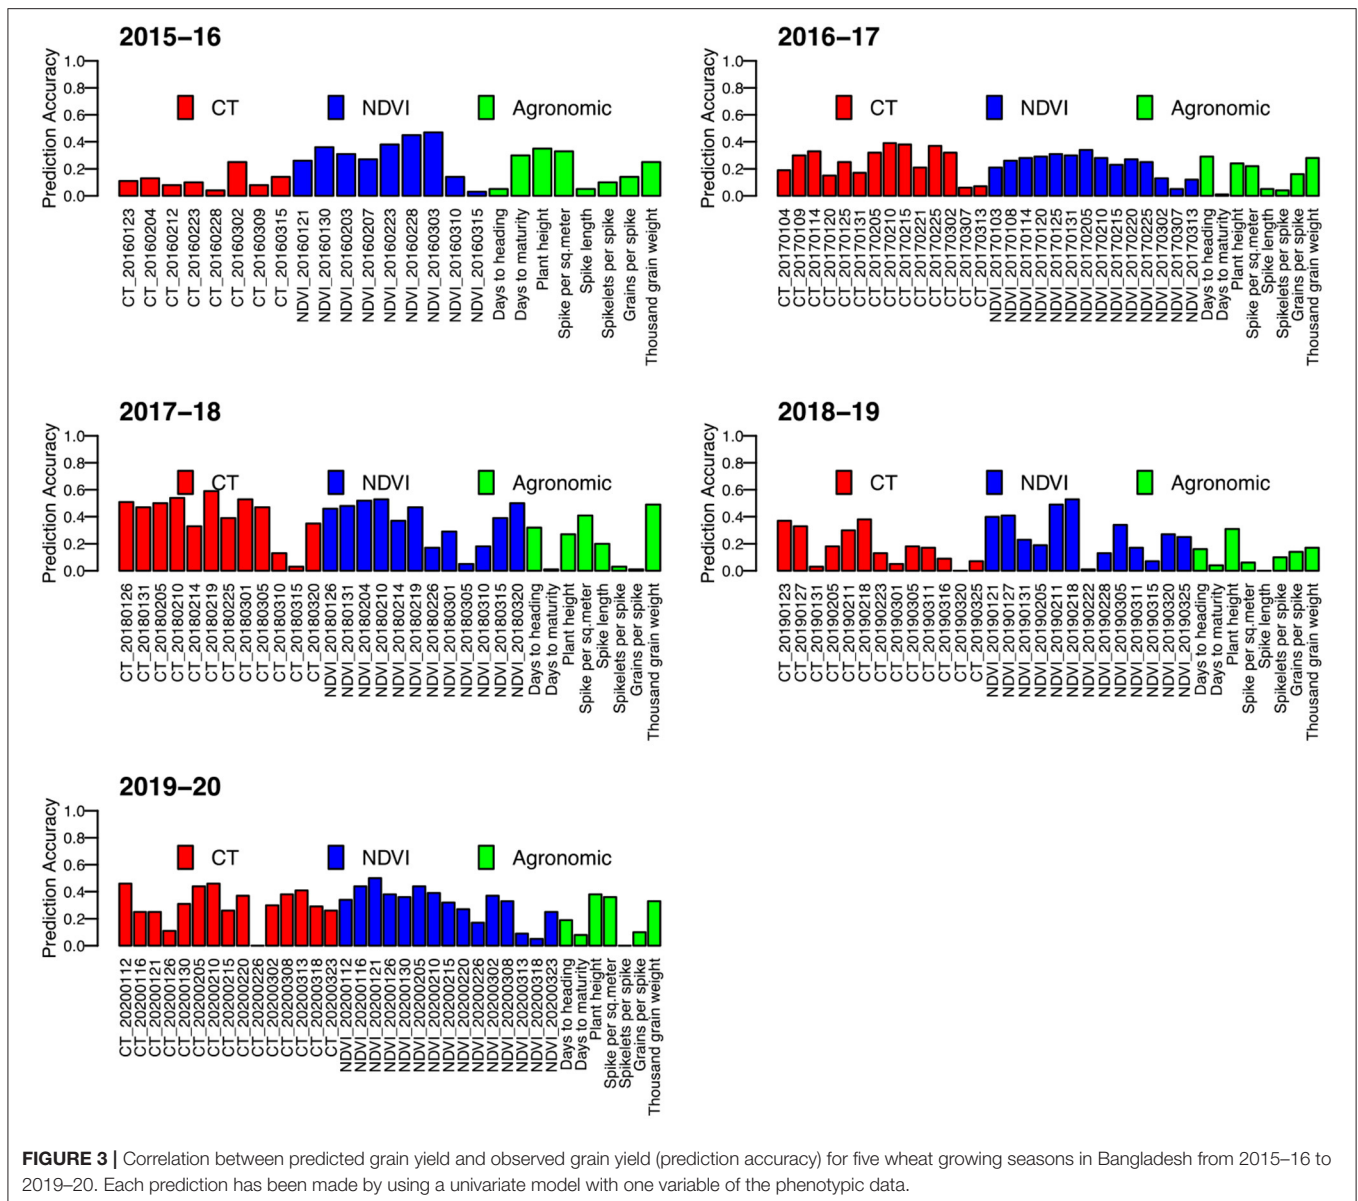 2015–16
Prediction Accuracy
1.0
0.8
0.6
0.4
0.2
0.0
CT NDVI Agronomic
CT_20160123
CT_20160204
CT_20160212
CT_20160223
CT_20160228
CT_20160302
CT_20160309
CT_20160315
NDVI_20160121
NDVI_20160130
NDVI_20160203
NDVI_20160207
NDVI_20160223
NDVI_20160228
NDVI_20160303
NDVI_20160310
NDVI_20160315
Days to heading
Days to maturity
Plant height
Spike per sq.meter
Spike length
Spikelets per spike
Grains per spike
Thousand grain weight
2016–17
Prediction Accuracy
1.0
0.8
0.6
0.4
0.2
0.0
CT NDVI Agronomic
CT_20170104
CT_20170109
CT_20170114
CT_20170120
CT_20170125
CT_20170131
CT_20170205
CT_20170210
CT_20170215
CT_20170221
CT_20170225
CT_20170302
CT_20170307
CT_20170313
NDVI_20170103
NDVI_20170108
NDVI_20170114
NDVI_20170120
NDVI_20170125
NDVI_20170131
NDVI_20170205
NDVI_20170210
NDVI_20170215
NDVI_20170220
NDVI_20170225
NDVI_20170302
NDVI_20170307
NDVI_20170313
Days to heading
Days to maturity
Plant height
Spike per sq.meter
Spike length
Spikelets per spike
Grains per spike
Thousand grain weight
2017–18
Prediction Accuracy
1.0
0.8
0.6
0.4
0.2
0.0
CT NDVI Agronomic
CT_20180126
CT_20180131
CT_20180205
CT_20180210
CT_20180214
CT_20180219
CT_20180225
CT_20180301
CT_20180305
CT_20180310
CT_20180315
CT_20180320
NDVI_20180126
NDVI_20180131
NDVI_20180204
NDVI_20180210
NDVI_20180214
NDVI_20180219
NDVI_20180226
NDVI_20180301
NDVI_20180305
NDVI_20180310
NDVI_20180315
NDVI_20180320
Days to heading
Days to maturity
Plant height
Spike per sq.meter
Spike length
Spikelets per spike
Grains per spike
Thousand grain weight
2018–19
Prediction Accuracy
1.0
0.8
0.6
0.4
0.2
0.0
CT NDVI Agronomic
CT_20190123
CT_20190127
CT_20190131
CT_20190205
CT_20190211
CT_20190218
CT_20190223
CT_20190301
CT_20190305
CT_20190311
CT_20190316
CT_20190320
CT_20190325
NDVI_20190121
NDVI_20190127
NDVI_20190131
NDVI_20190205
NDVI_20190211
NDVI_20190218
NDVI_20190222
NDVI_20190228
NDVI_20190305
NDVI_20190311
NDVI_20190315
NDVI_20190320
NDVI_20190325
Days to heading
Days to maturity
Plant height
Spike per sq.meter
Spike length
Spikelets per spike
Grains per spike
Thousand grain weight
2019–20
Prediction Accuracy
1.0
0.8
0.6
0.4
0.2
0.0
CT NDVI Agronomic
CT_20200112
CT_20200116
CT_20200121
CT_20200126
CT_20200130
CT_20200205
CT_20200210
CT_20200215
CT_20200220
CT_20200226
CT_20200302
CT_20200308
CT_20200313
CT_20200318
CT_20200323
NDVI_20200112
NDVI_20200116
NDVI_20200121
NDVI_20200126
NDVI_20200130
NDVI_20200205
NDVI_20200210
NDVI_20200215
NDVI_20200220
NDVI_20200226
NDVI_20200302
NDVI_20200308
NDVI_20200313
NDVI_20200318
NDVI_20200323
Days to heading
Days to maturity
Plant height
Spike per sq.meter
Spikelets per spike
Grains per spike
Thousand grain weight
FIGURE 3 | Correlation between predicted grain yield and observed grain yield (prediction accuracy) for five wheat growing seasons in Bangladesh from 2015–16 to
2019–20. Each prediction has been made by using a univariate model with one variable of the phenotypic data.